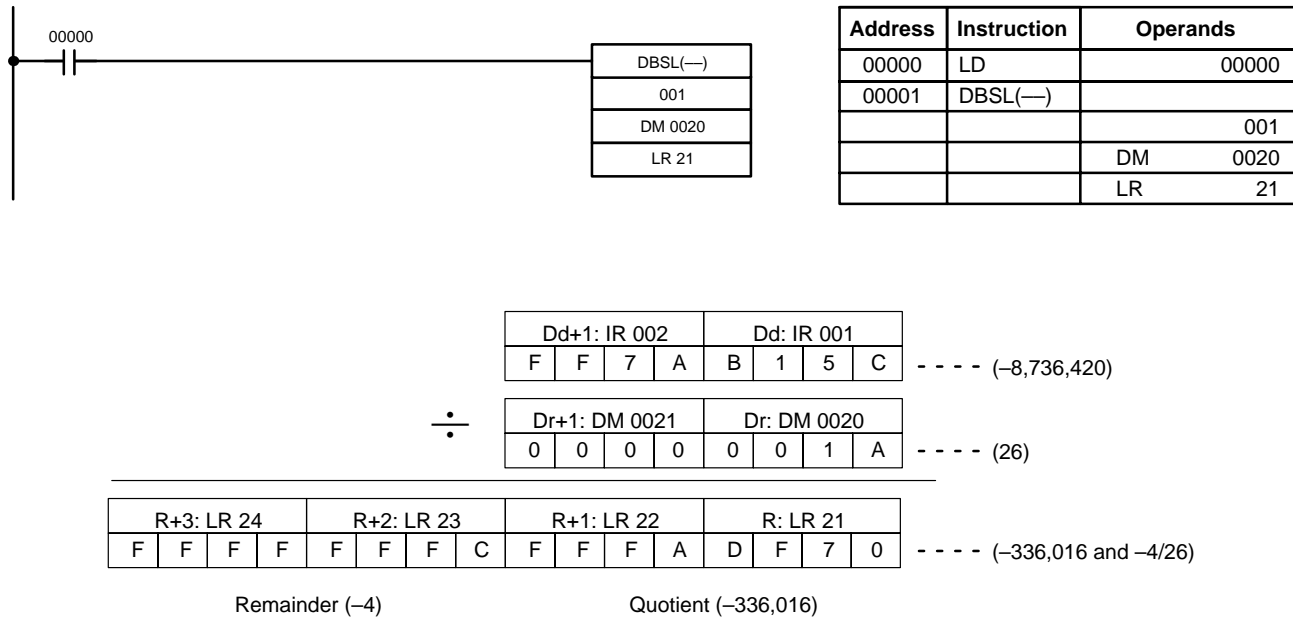 00000
DBSL(––)
001
DM 0020
LR 21
Address Instruction Operands
00000 LD 00000
00001 DBSL(––)
001
DM 0020
LR 21
Dd+1: IR 002 Dd: IR 001
F F 7 A B 1 5 C - - - - (–8,736,420)
÷
Dr+1: DM 0021 Dr: DM 0020
0 0 0 0 0 0 1 A - - - - (26)
R+3: LR 24 R+2: LR 23 R+1: LR 22 R: LR 21
F F F F F F F C F F F A D F 7 0 - - - - (–336,016 and –4/26)
Remainder (–4) Quotient (–336,016)